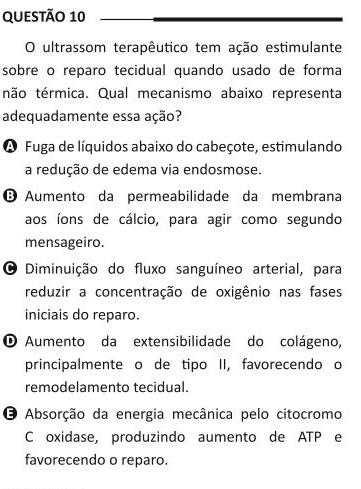 QUESTÃO 10
O ultrassom terapêutico tem ação estimulante
sobre o reparo tecidual quando usado de forma
não térmica. Qual mecanismo abaixo representa
adequadamente essa ação?
A Fuga de líquidos abaixo do cabeçote, estimulando
a redução de edema via endosmose.
B Aumento da permeabilidade da membrana
aos íons de cálcio, para agir como segundo
mensageiro.
C Diminuição do fluxo sanguíneo arterial, para
reduzir a concentração de oxigênio nas fases
iniciais do reparo.
D Aumento da extensibilidade do colágeno,
principalmente o de tipo II, favorecendo o
remodelamento tecidual.
E Absorção da energia mecânica pelo citocromo
C oxidase, produzindo aumento de ATP e
favorecendo o reparo.